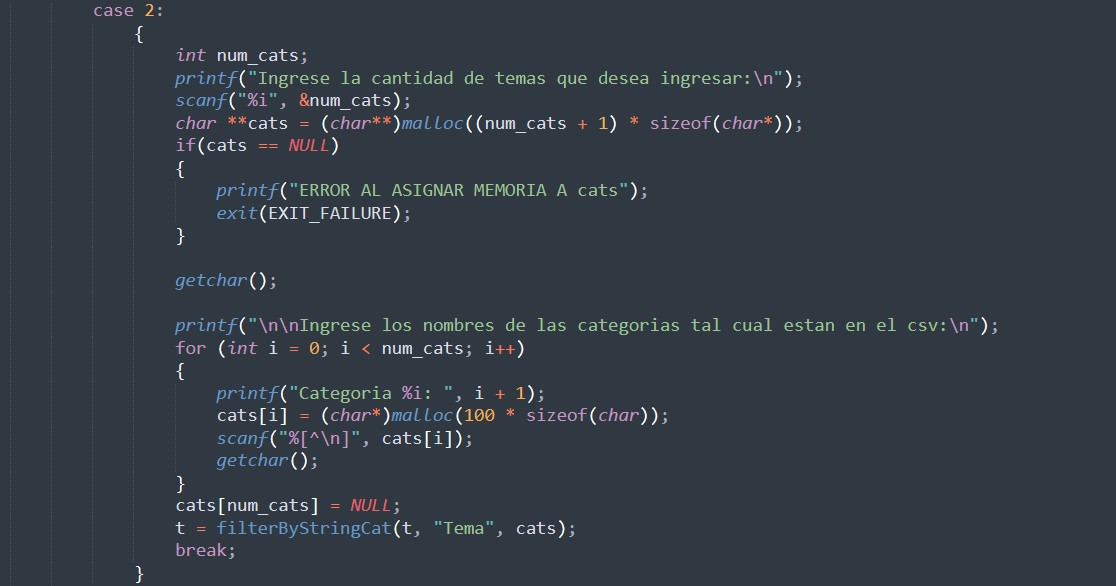 case 2:
{
int num_cats;
printf("Ingrese la cantidad de temas que desea ingresar:\n");
scanf("%i", &num_cats);
char **cats = (char**)malloc((num_cats + 1) * sizeof(char*));
if(cats == NULL)
{
printf("ERROR AL ASIGNAR MEMORIA A cats");
exit(EXIT_FAILURE);
}
getchar();
printf("\n\nIngrese los nombres de las categorias tal cual estan en el csv:\n");
for (int i = 0; i < num_cats; i++)
{
printf("Categoria %i: ", i + 1);
cats[i] = (char*)malloc(100 * sizeof(char));
scanf("%[^\n]", cats[i]);
getchar();
}
cats[num_cats] = NULL;
t = filterByStringCat(t, "Tema", cats);
break;
}